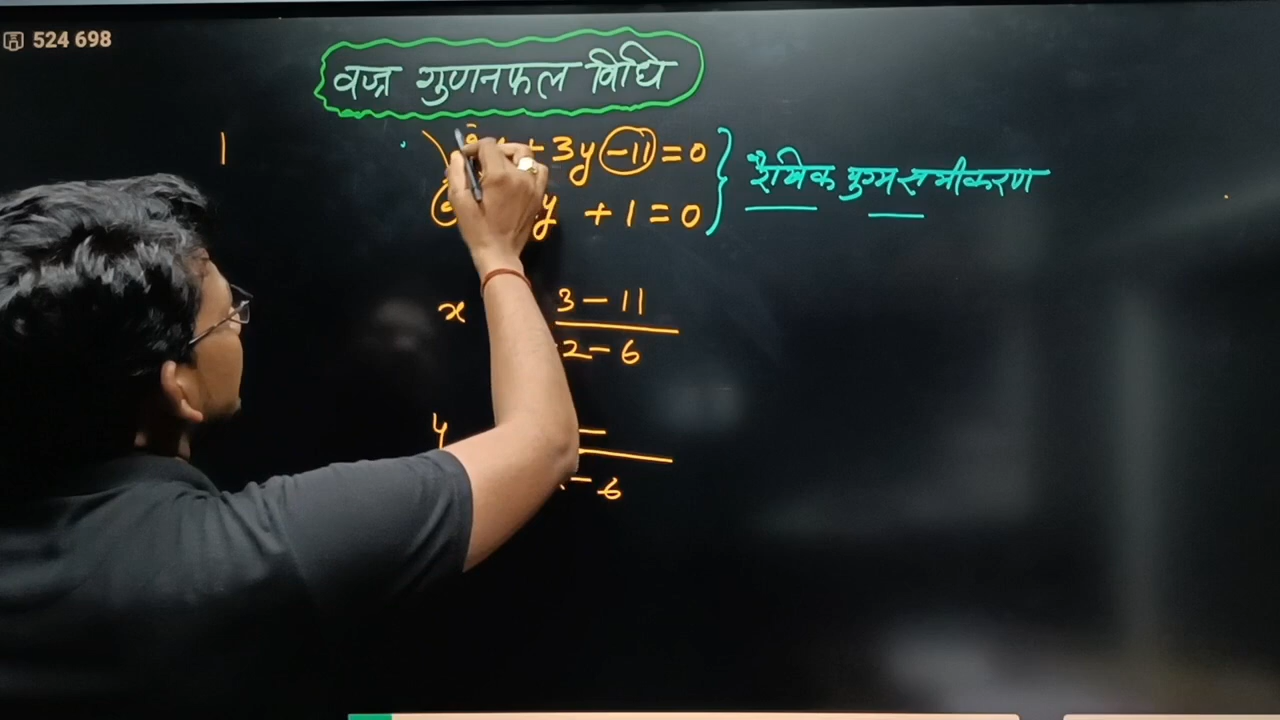 524 698
वज्र गुणनफल विधि
+ 3y -11 = 0
y + 1 = 0
रैखिक युग्म समीकरण
x 3 - 11
2 - 6
y -
- 6